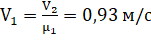 V₁ = V₂/μ₁ = 0,93 м/с